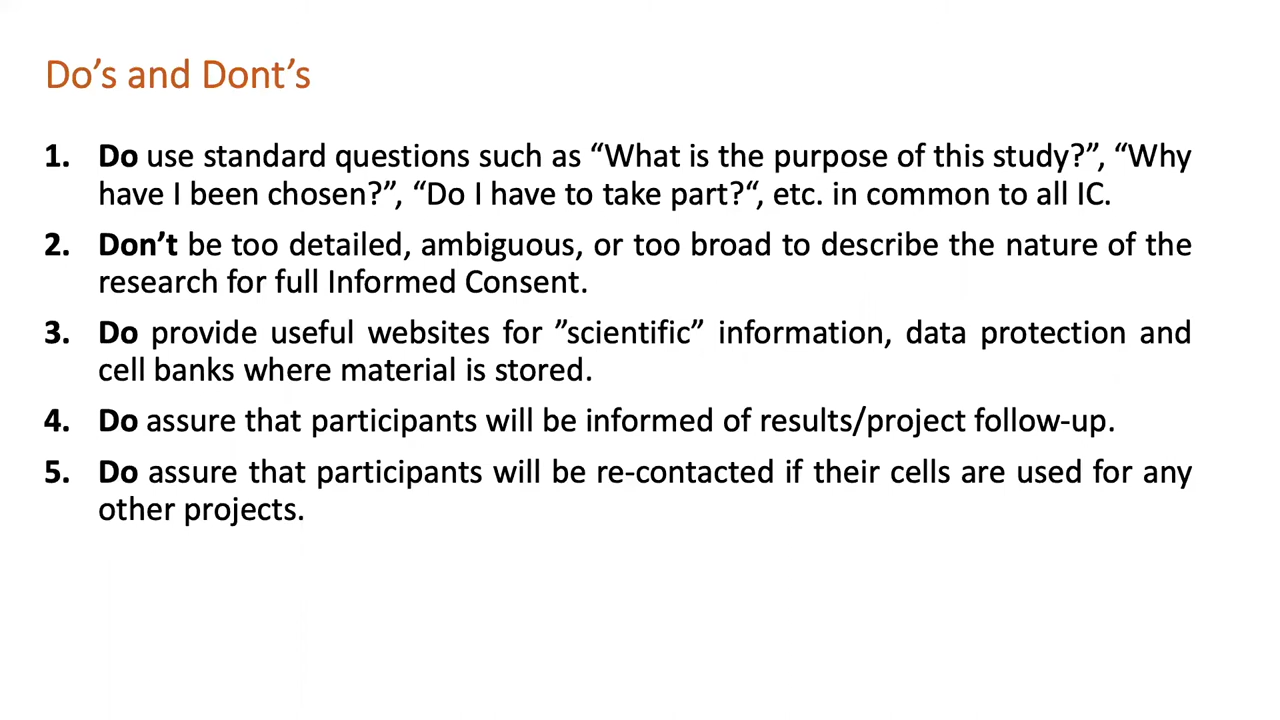 Do’s and Dont’s
1. Do use standard questions such as “What is the purpose of this study?”, “Why
have I been chosen?”, “Do I have to take part?“, etc. in common to all IC.
2. Don’t be too detailed, ambiguous, or too broad to describe the nature of the
research for full Informed Consent.
3. Do provide useful websites for ”scientific” information, data protection and
cell banks where material is stored.
4. Do assure that participants will be informed of results/project follow-up.
5. Do assure that participants will be re-contacted if their cells are used for any
other projects.